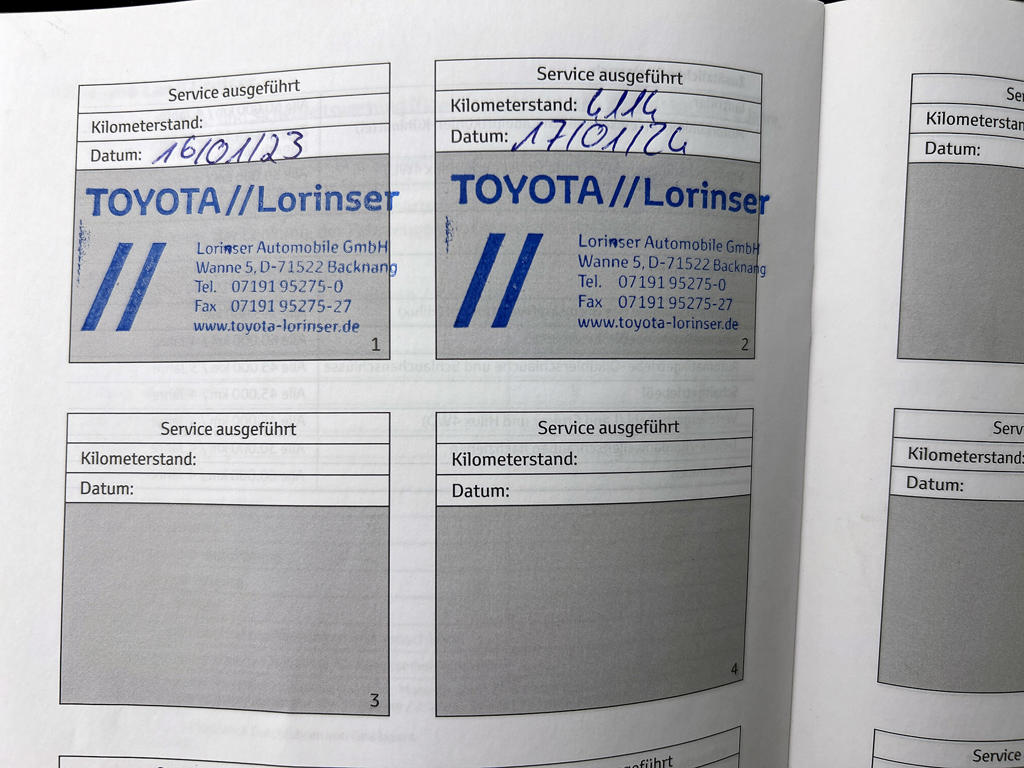 Service ausgeführt
Kilometerstand:
Datum: 16/01/23
TOYOTA//Lorinser
Lorinser Automobile GmbH
Wanne 5, D-71522 Backnang
Tel. 07191 95275-0
Fax 07191 95275-27
www.toyota-lorinser.de
1
Service ausgeführt
Kilometerstand: 4114
Datum: 17/01/24
TOYOTA//Lorinser
Lorinser Automobile GmbH
Wanne 5, D-71522 Backnang
Tel. 07191 95275-0
Fax 07191 95275-27
www.toyota-lorinser.de
2
Service ausgeführt
Kilometerstand:
Datum:
3
Service ausgeführt
Kilometerstand:
Datum:
4
Kilometerstan
Datum:
Kilometerstand:
Datum:
Service